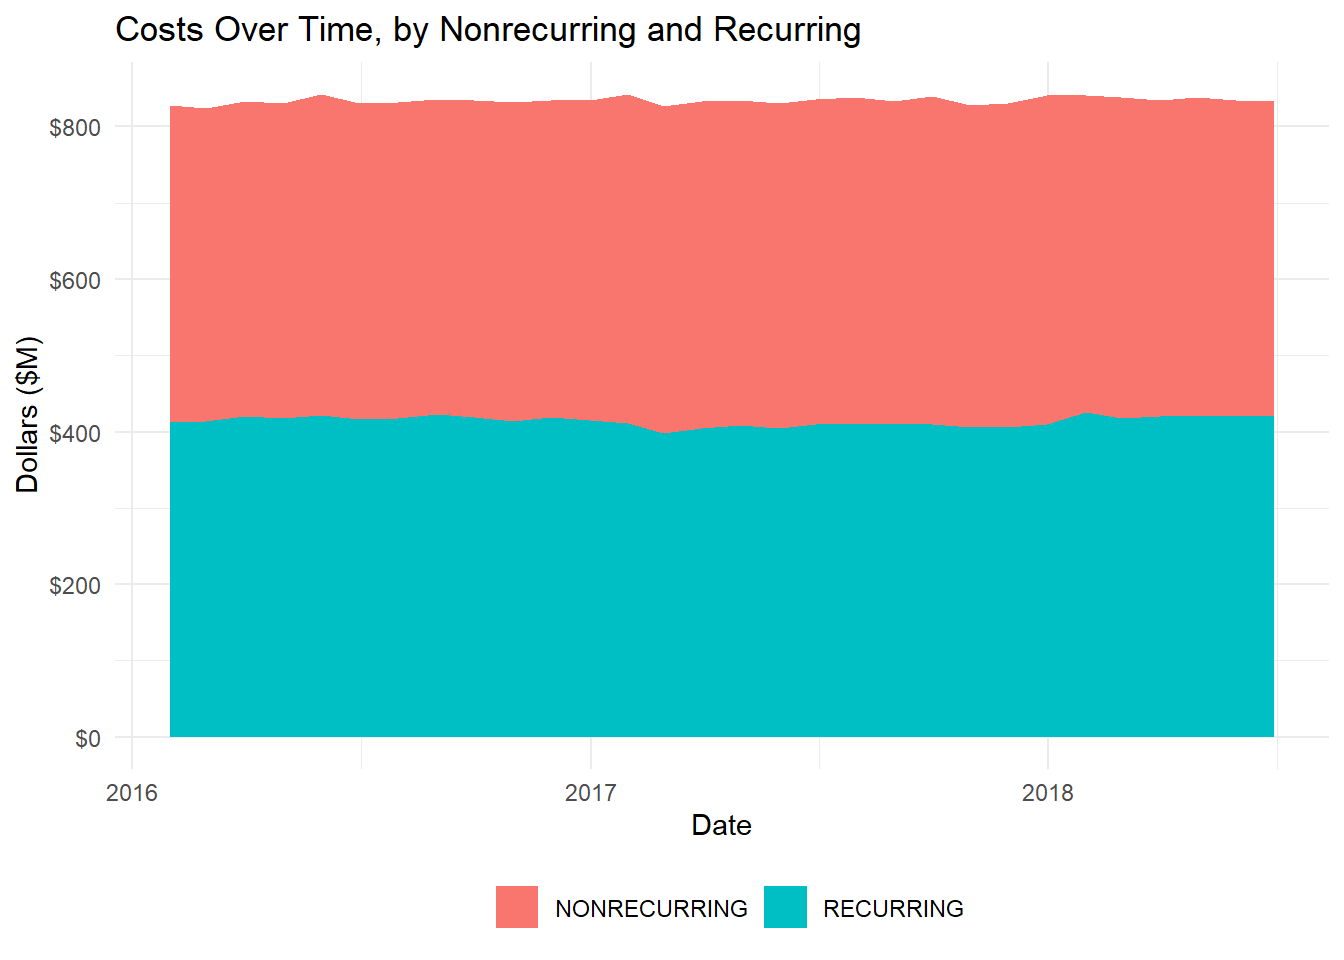 Costs Over Time, by Nonrecurring and Recurring
Dollars ($M)
$800
$600
$400
$200
$0
2016 2017 2018
Date
NONRECURRING RECURRING